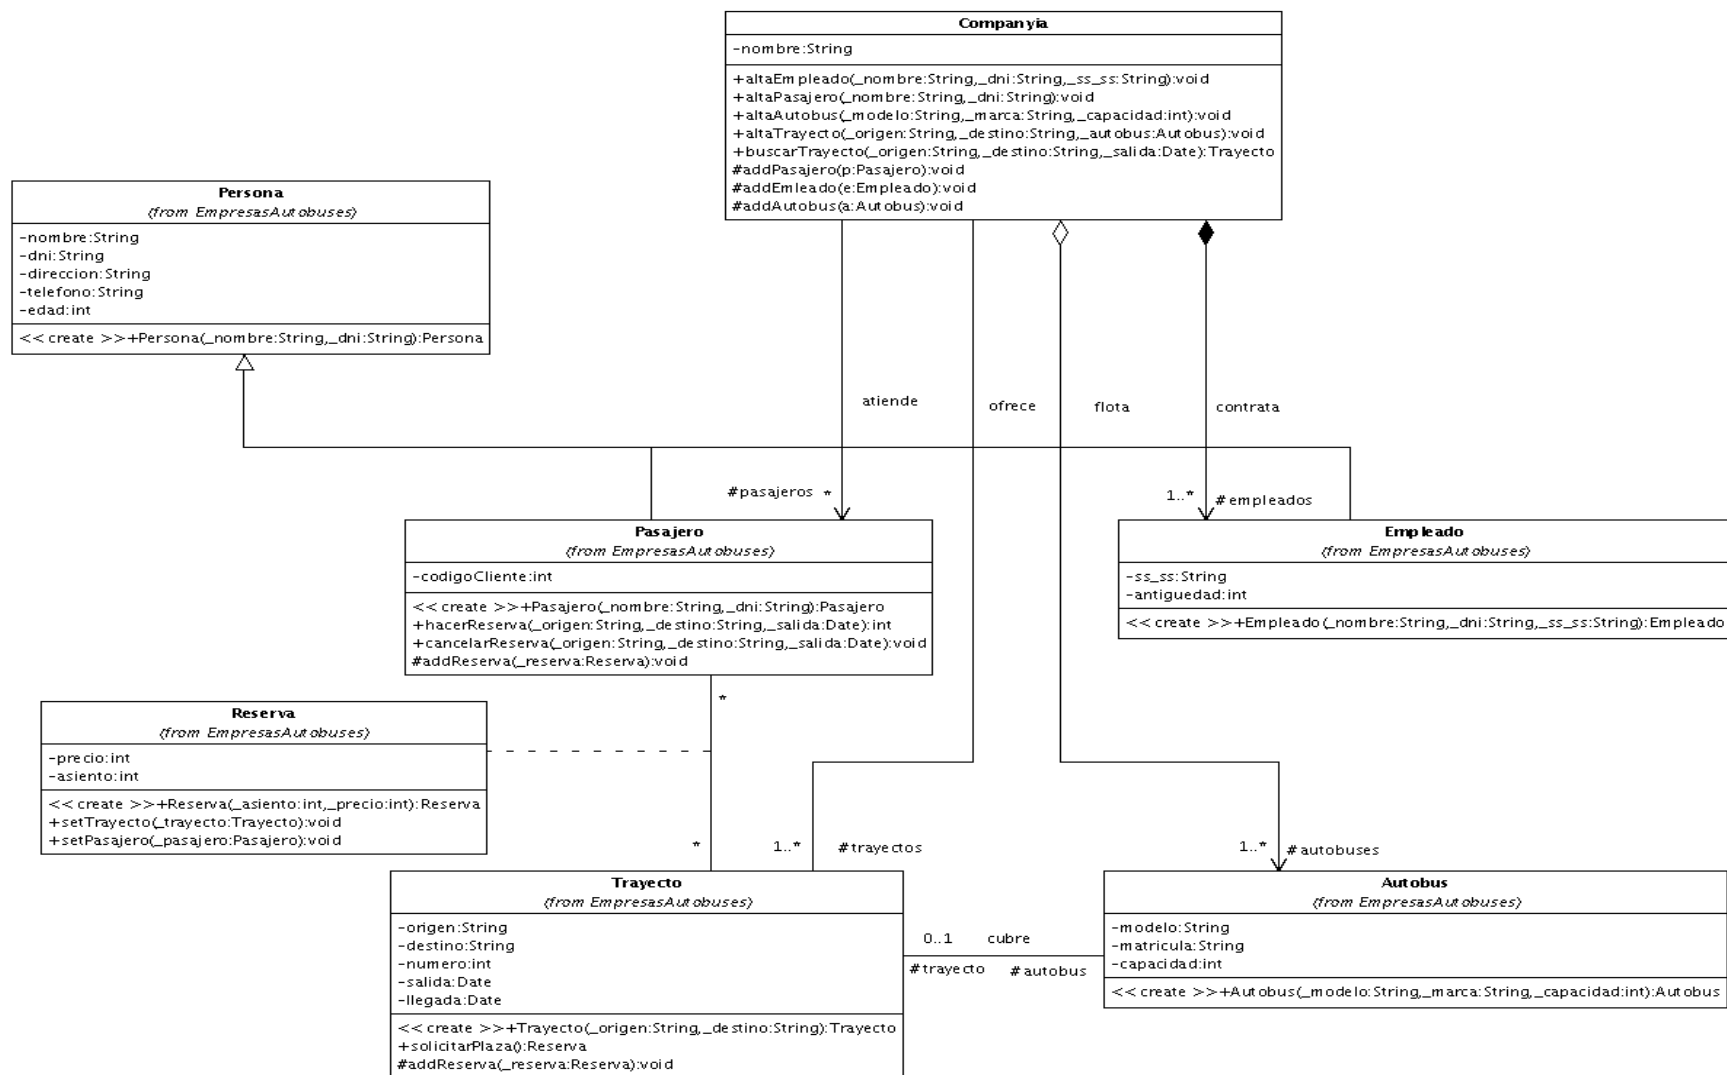 Companyia
-nombre:String
+altaEmpleado(_nombre:String,_dni:String,_ss_ss:String):void
+altaPasajero(_nombre:String,_dni:String):void
+altaAutobus(_modelo:String,_marca:String,_capacidad:int):void
+altaTrayecto(_origen:String,_destino:String,_autobus:Autobus):void
+buscarTrayecto(_origen:String,_destino:String,_salida:Date):Trayecto
#addPasajero(p:Pasajero):void
#addEmleado(e:Empleado):void
#addAutobus(a:Autobus):void
Persona
(from EmpresasAutobuses)
-nombre:String
-dni:String
-direccion:String
-telefono:String
-edad:int
<< create >>+Persona(_nombre:String,_dni:String):Persona
atiende
ofrece
flota
contrata
#pasajeros *
1..* #empleados
Pasajero
(from EmpresasAutobuses)
-codigoCliente:int
<< create >>+Pasajero(_nombre:String,_dni:String):Pasajero
+hacerReserva(_origen:String,_destino:String,_salida:Date):int
+cancelarReserva(_origen:String,_destino:String,_salida:Date):void
#addReserva(_reserva:Reserva):void
Empleado
(from EmpresasAutobuses)
-ss_ss:String
-antiguedad:int
<< create >>+Empleado(_nombre:String,_dni:String,_ss_ss:String):Empleado
*
Reserva
(from EmpresasAutobuses)
-precio:int
-asiento:int
<< create >>+Reserva(_asiento:int,_precio:int):Reserva
+setTrayecto(_trayecto:Trayecto):void
+setPasajero(_pasajero:Pasajero):void
*
1..* #trayectos
1..* #autobuses
Trayecto
(from EmpresasAutobuses)
-origen:String
-destino:String
-numero:int
-salida:Date
-llegada:Date
<< create >>+Trayecto(_origen:String,_destino:String):Trayecto
+solicitarPlaza():Reserva
#addReserva(_reserva:Reserva):void
0..1 cubre
#trayecto #autobus
Autobus
(from EmpresasAutobuses)
-modelo:String
-matricula:String
-capacidad:int
<< create >>+Autobus(_modelo:String,_marca:String,_capacidad:int):Autobus